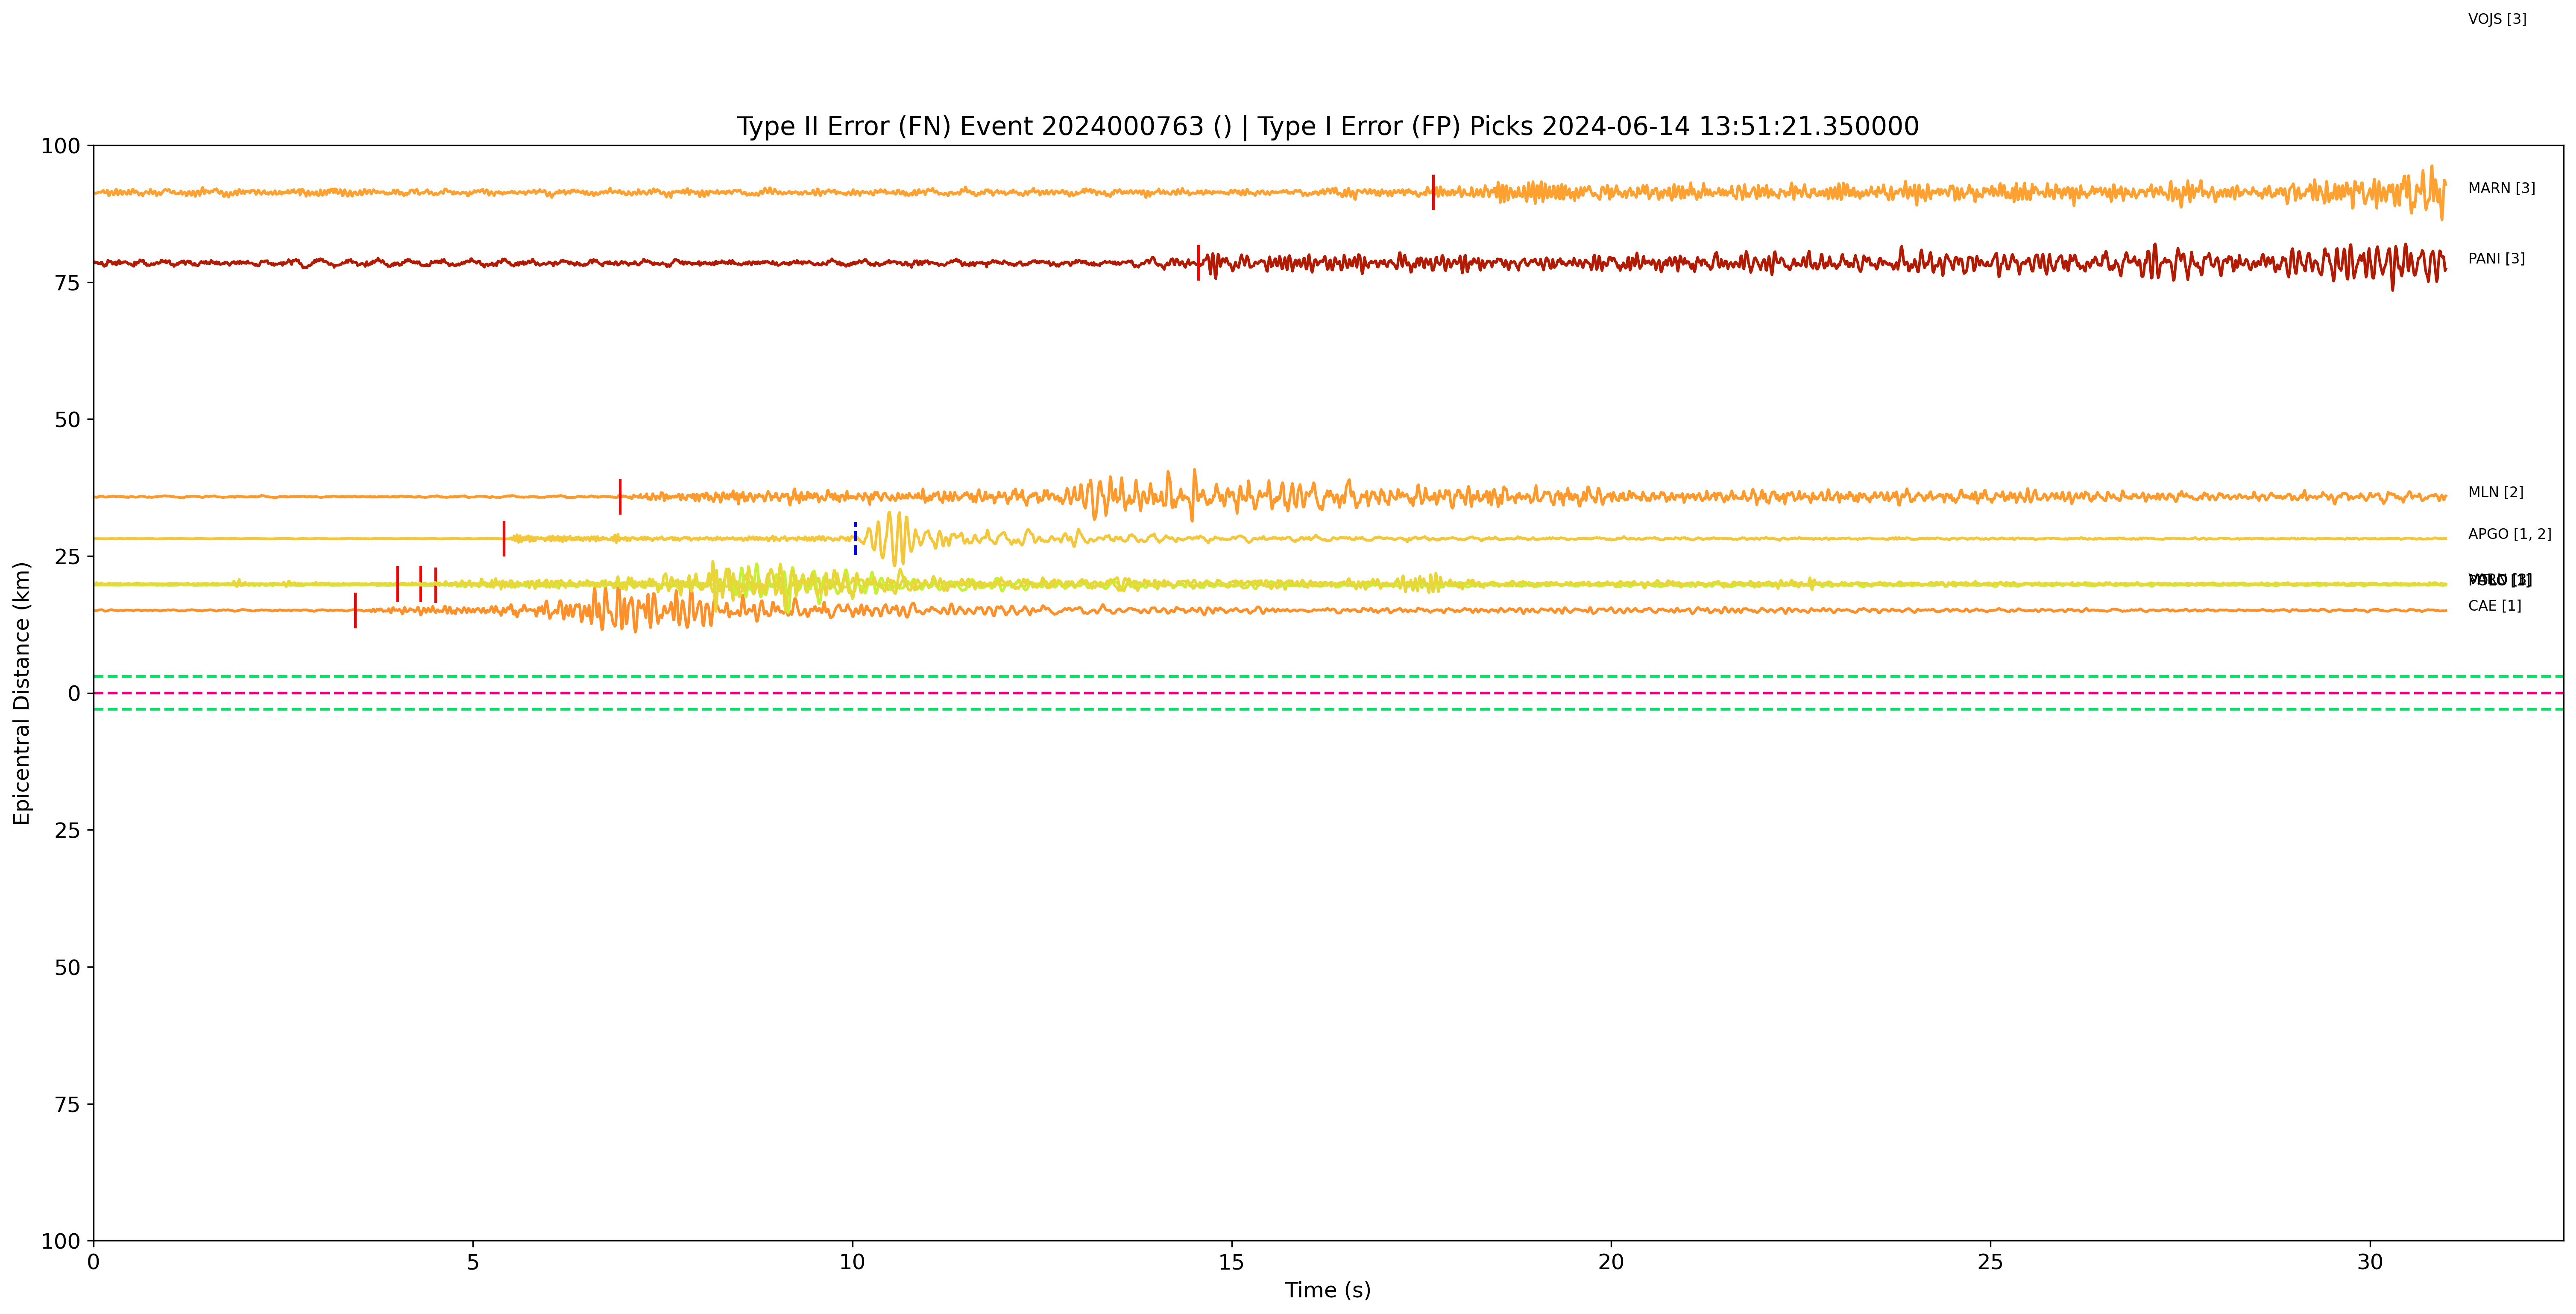 VOJS [3]
Type II Error (FN) Event 2024000763 () | Type I Error (FP) Picks 2024-06-14 13:51:21.350000
100
MARN [3]
PANI [3]
75
50
MLN [2]
APGO [1, 2]
25
CAE [1]
0
25
50
75
100
Epicentral Distance (km)
0 5 10 15 20 25 30
Time (s)